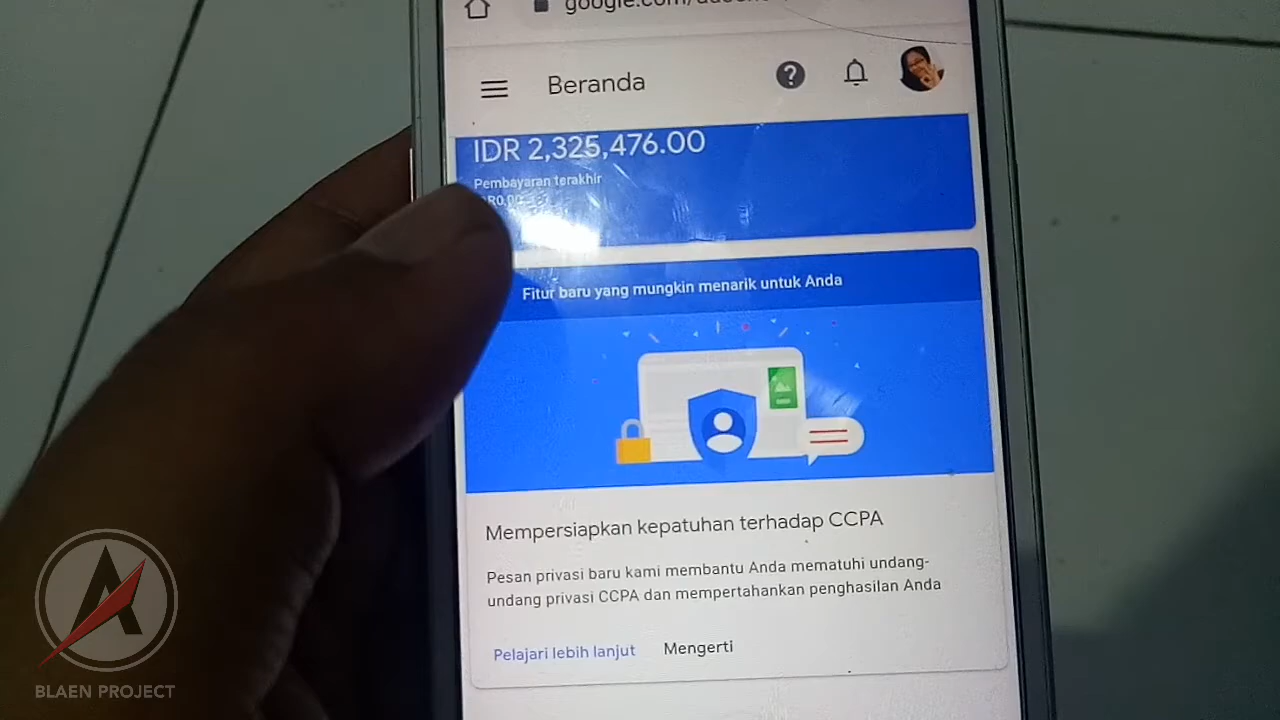 Beranda
IDR 2,325,476.00
Pembayaran terakhir
Fitur baru yang mungkin menarik untuk Anda
Mempersiapkan kepatuhan terhadap CCPA
Pesan privasi baru kami membantu Anda mematuhi undang-
undang privasi CCPA dan mempertahankan penghasilan Anda
Pelajari lebih lanjut Mengerti
BLAEN PROJECT